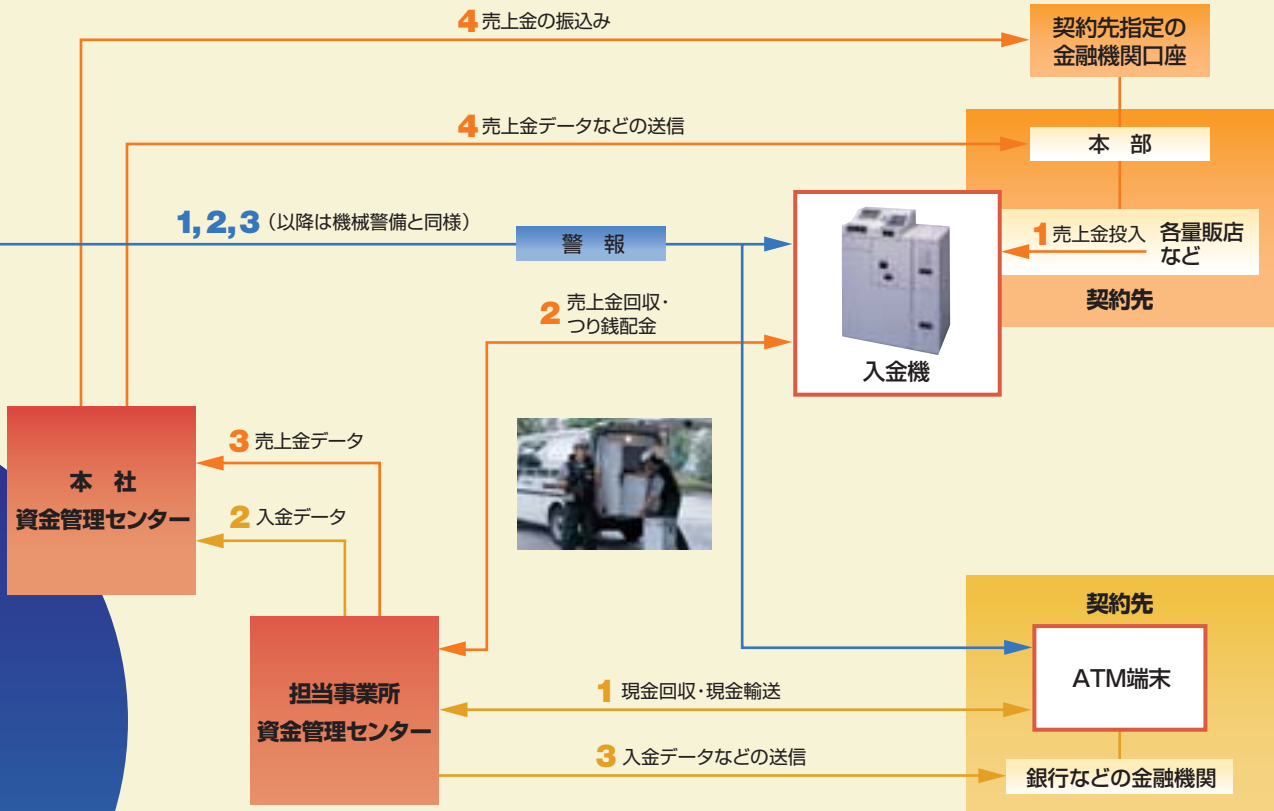 4 売上金の振込み
契約先指定の
金融機関口座
4 売上金データなどの送信
本 部
1,2,3（以降は機械警備と同様）
警 報
1 売上金投入
各量販店
など
契約先
2 売上金回収・
つり銭配金
入金機
3 売上金データ
本 社
資金管理センター
2 入金データ
契約先
ATM端末
担当事業所
資金管理センター
1 現金回収・現金輸送
3 入金データなどの送信
銀行などの金融機関